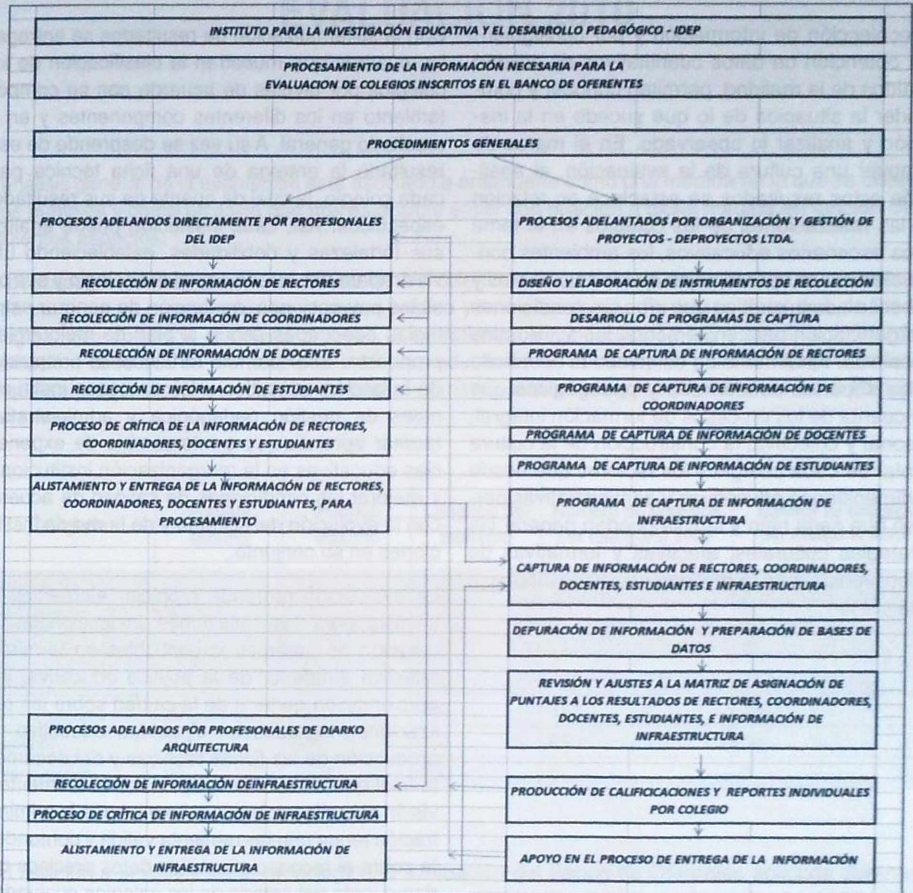 INSTITUTO PARA LA INVESTIGACIÓN EDUCATIVA Y EL DESARROLLO PEDAGÓGICO - IDEP
PROCESAMIENTO DE LA INFORMACIÓN NECESARIA PARA LA
EVALUACION DE COLEGIOS INSCRITOS EN EL BANCO DE OFERENTES
PROCEDIMIENTOS GENERALES
PROCESOS ADELANDOS DIRECTAMENTE POR PROFESIONALES
DEL IDEP
RECOLECCIÓN DE INFORMACIÓN DE RECTORES
RECOLECCIÓN DE INFORMACIÓN DE COORDINADORES
RECOLECCIÓN DE INFORMACIÓN DE DOCENTES
RECOLECCIÓN DE INFORMACIÓN DE ESTUDIANTES
PROCESO DE CRÍTICA DE LA INFORMACIÓN DE RECTORES,
COORDINADORES, DOCENTES Y ESTUDIANTES
ALISTAMIENTO Y ENTREGA DE LA INFORMACIÓN DE RECTORES,
COORDINADORES, DOCENTES Y ESTUDIANTES, PARA
PROCESAMIENTO
PROCESOS ADELANDOS POR PROFESIONALES DE DIARKO
ARQUITECTURA
RECOLECCIÓN DE INFORMACIÓN DEINFRAESTRUCTURA
PROCESO DE CRÍTICA DE INFORMACIÓN DE INFRAESTRUCTURA
ALISTAMIENTO Y ENTREGA DE LA INFORMACIÓN DE
INFRAESTRUCTURA
PROCESOS ADELANTADOS POR ORGANIZACIÓN Y GESTIÓN DE
PROYECTOS - DEPROYECTOS LTDA.
DISEÑO Y ELABORACIÓN DE INSTRUMENTOS DE RECOLECCIÓN
DESARROLLO DE PROGRAMAS DE CAPTURA
PROGRAMA DE CAPTURA DE INFORMACIÓN DE RECTORES
PROGRAMA DE CAPTURA DE INFORMACIÓN DE
COORDINADORES
PROGRAMA DE CAPTURA DE INFORMACIÓN DE DOCENTES
PROGRAMA DE CAPTURA DE INFORMACIÓN DE ESTUDIANTES
PROGRAMA DE CAPTURA DE INFORMACIÓN DE
INFRAESTRUCTURA
CAPTURA DE INFORMACIÓN DE RECTORES, COORDINADORES,
DOCENTES, ESTUDIANTES E INFRAESTRUCTURA
DEPURACIÓN DE INFORMACIÓN Y PREPARACIÓN DE BASES DE
DATOS
REVISIÓN Y AJUSTES A LA MATRIZ DE ASIGNACIÓN DE
PUNTAJES A LOS RESULTADOS DE RECTORES, COORDINADORES,
DOCENTES, ESTUDIANTES, E INFORMACIÓN DE
INFRAESTRUCTURA
PRODUCCIÓN DE CALIFICICACIONES Y REPORTES INDIVIDUALES
POR COLEGIO
APOYO EN EL PROCESO DE ENTREGA DE LA INFORMACIÓN